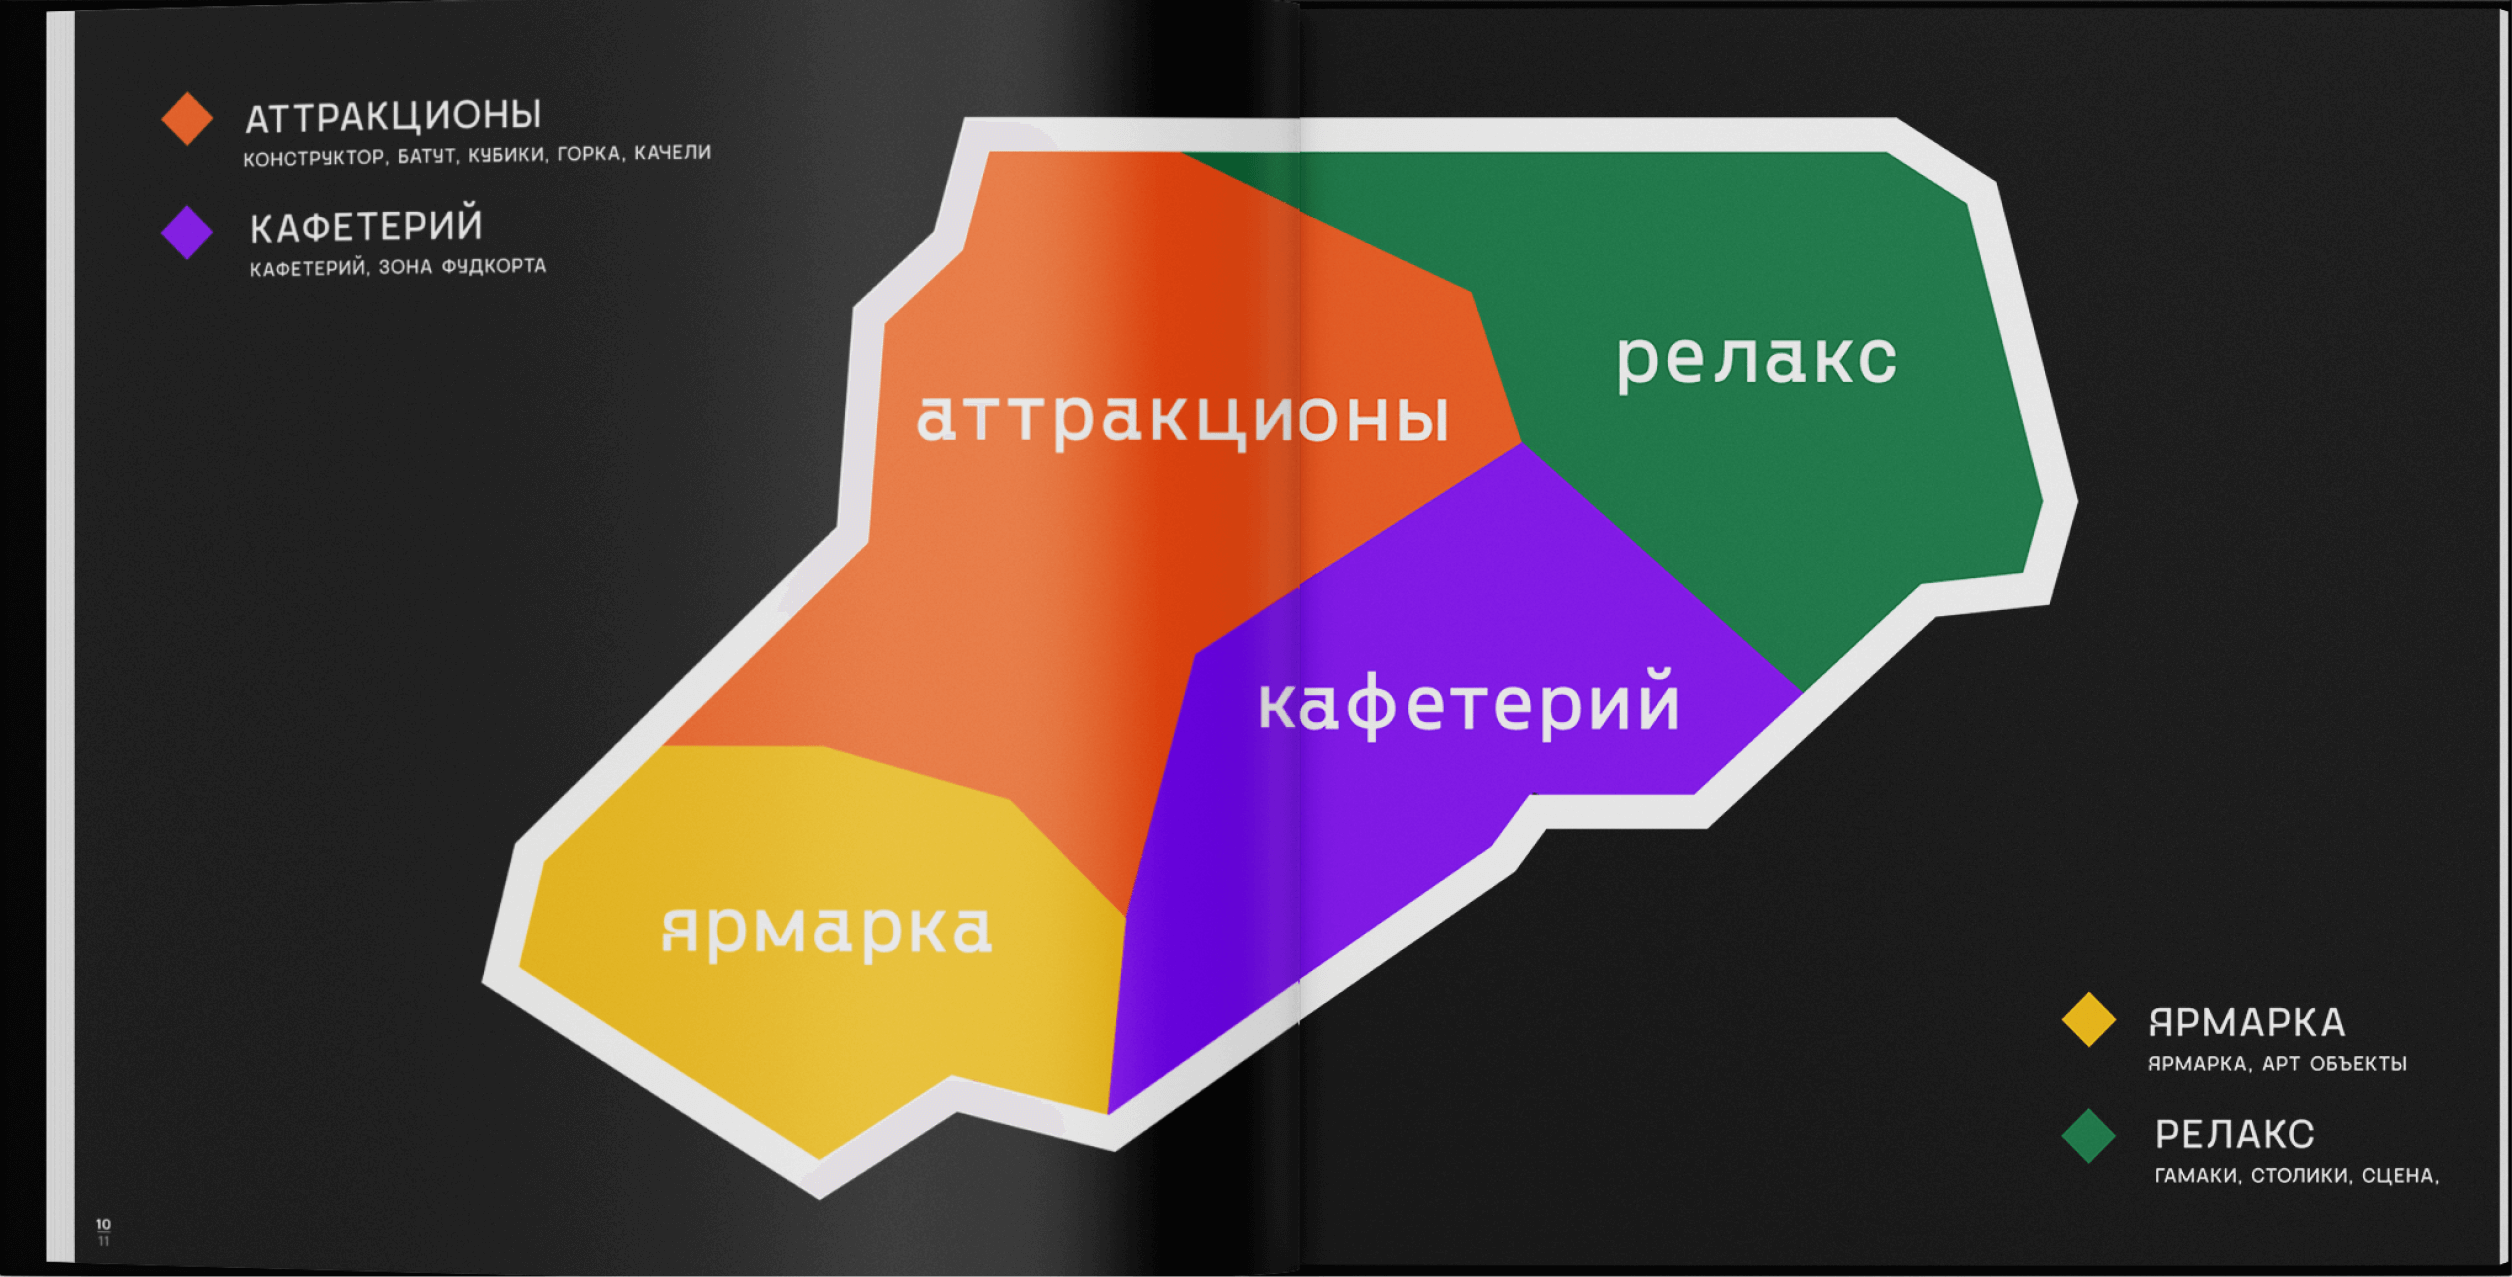 АТТРАКЦИОНЫ
КОНСТРУКТОР, БАТУТ, КУБИКИ, ГОРКА, КАЧЕЛИ
КАФЕТЕРИЙ
КАФЕТЕРИЙ, ЗОНА ФУДКОРТА
релакс
аттракционы
кафетерий
ярмарка
ЯРМАРКА
ЯРМАРКА, АРТ ОБЪЕКТЫ
РЕЛАКС
ГАМАКИ, СТОЛИКИ, СЦЕНА,
10
11